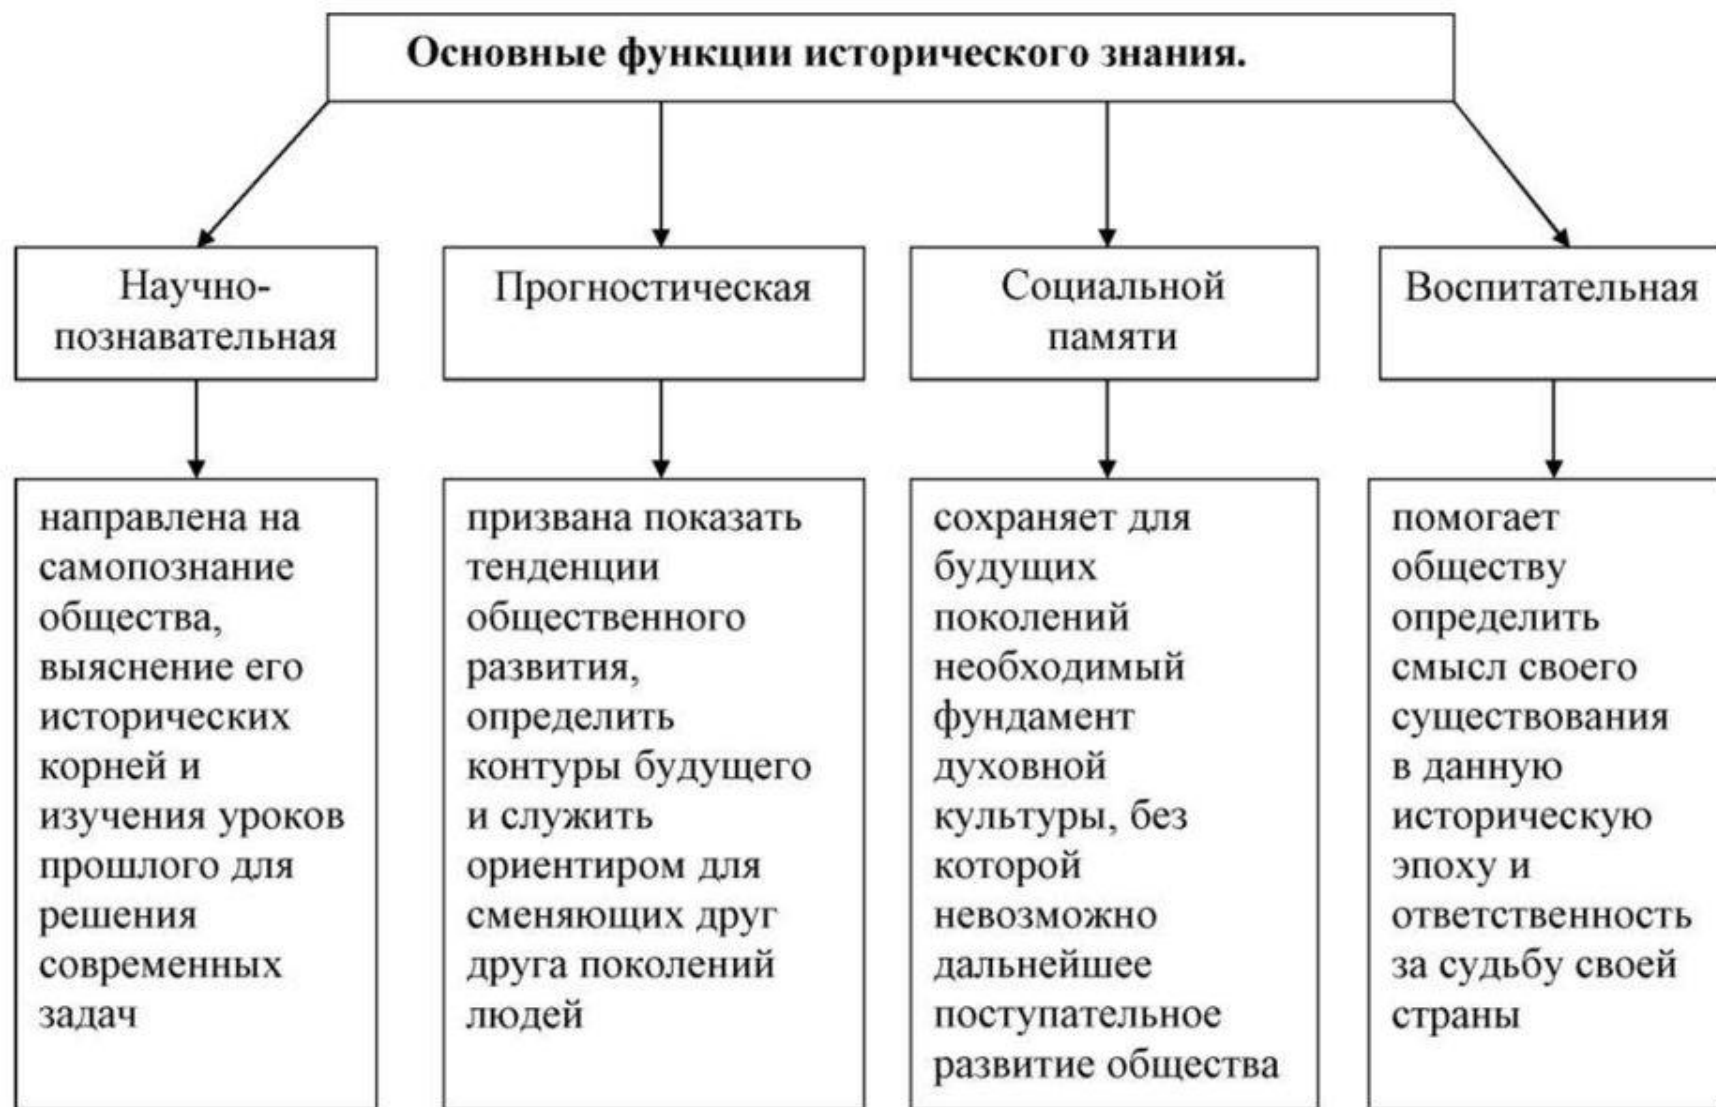 Основные функции исторического знания.
Научно-
познавательная
направлена на
самопознание
общества,
выяснение его
исторических
корней и
изучения уроков
прошлого для
решения
современных
задач
Прогностическая
призвана показать
тенденции
общественного
развития,
определить
контуры будущего
и служить
ориентиром для
сменяющих друг
друга поколений
людей
Социальной
памяти
сохраняет для
будущих
поколений
необходимый
фундамент
духовной
культуры, без
которой
невозможно
дальнейшее
поступательное
развитие общества
Воспитательная
помогает
обществу
определить
смысл своего
существования
в данную
историческую
эпоху и
ответственность
за судьбу своей
страны